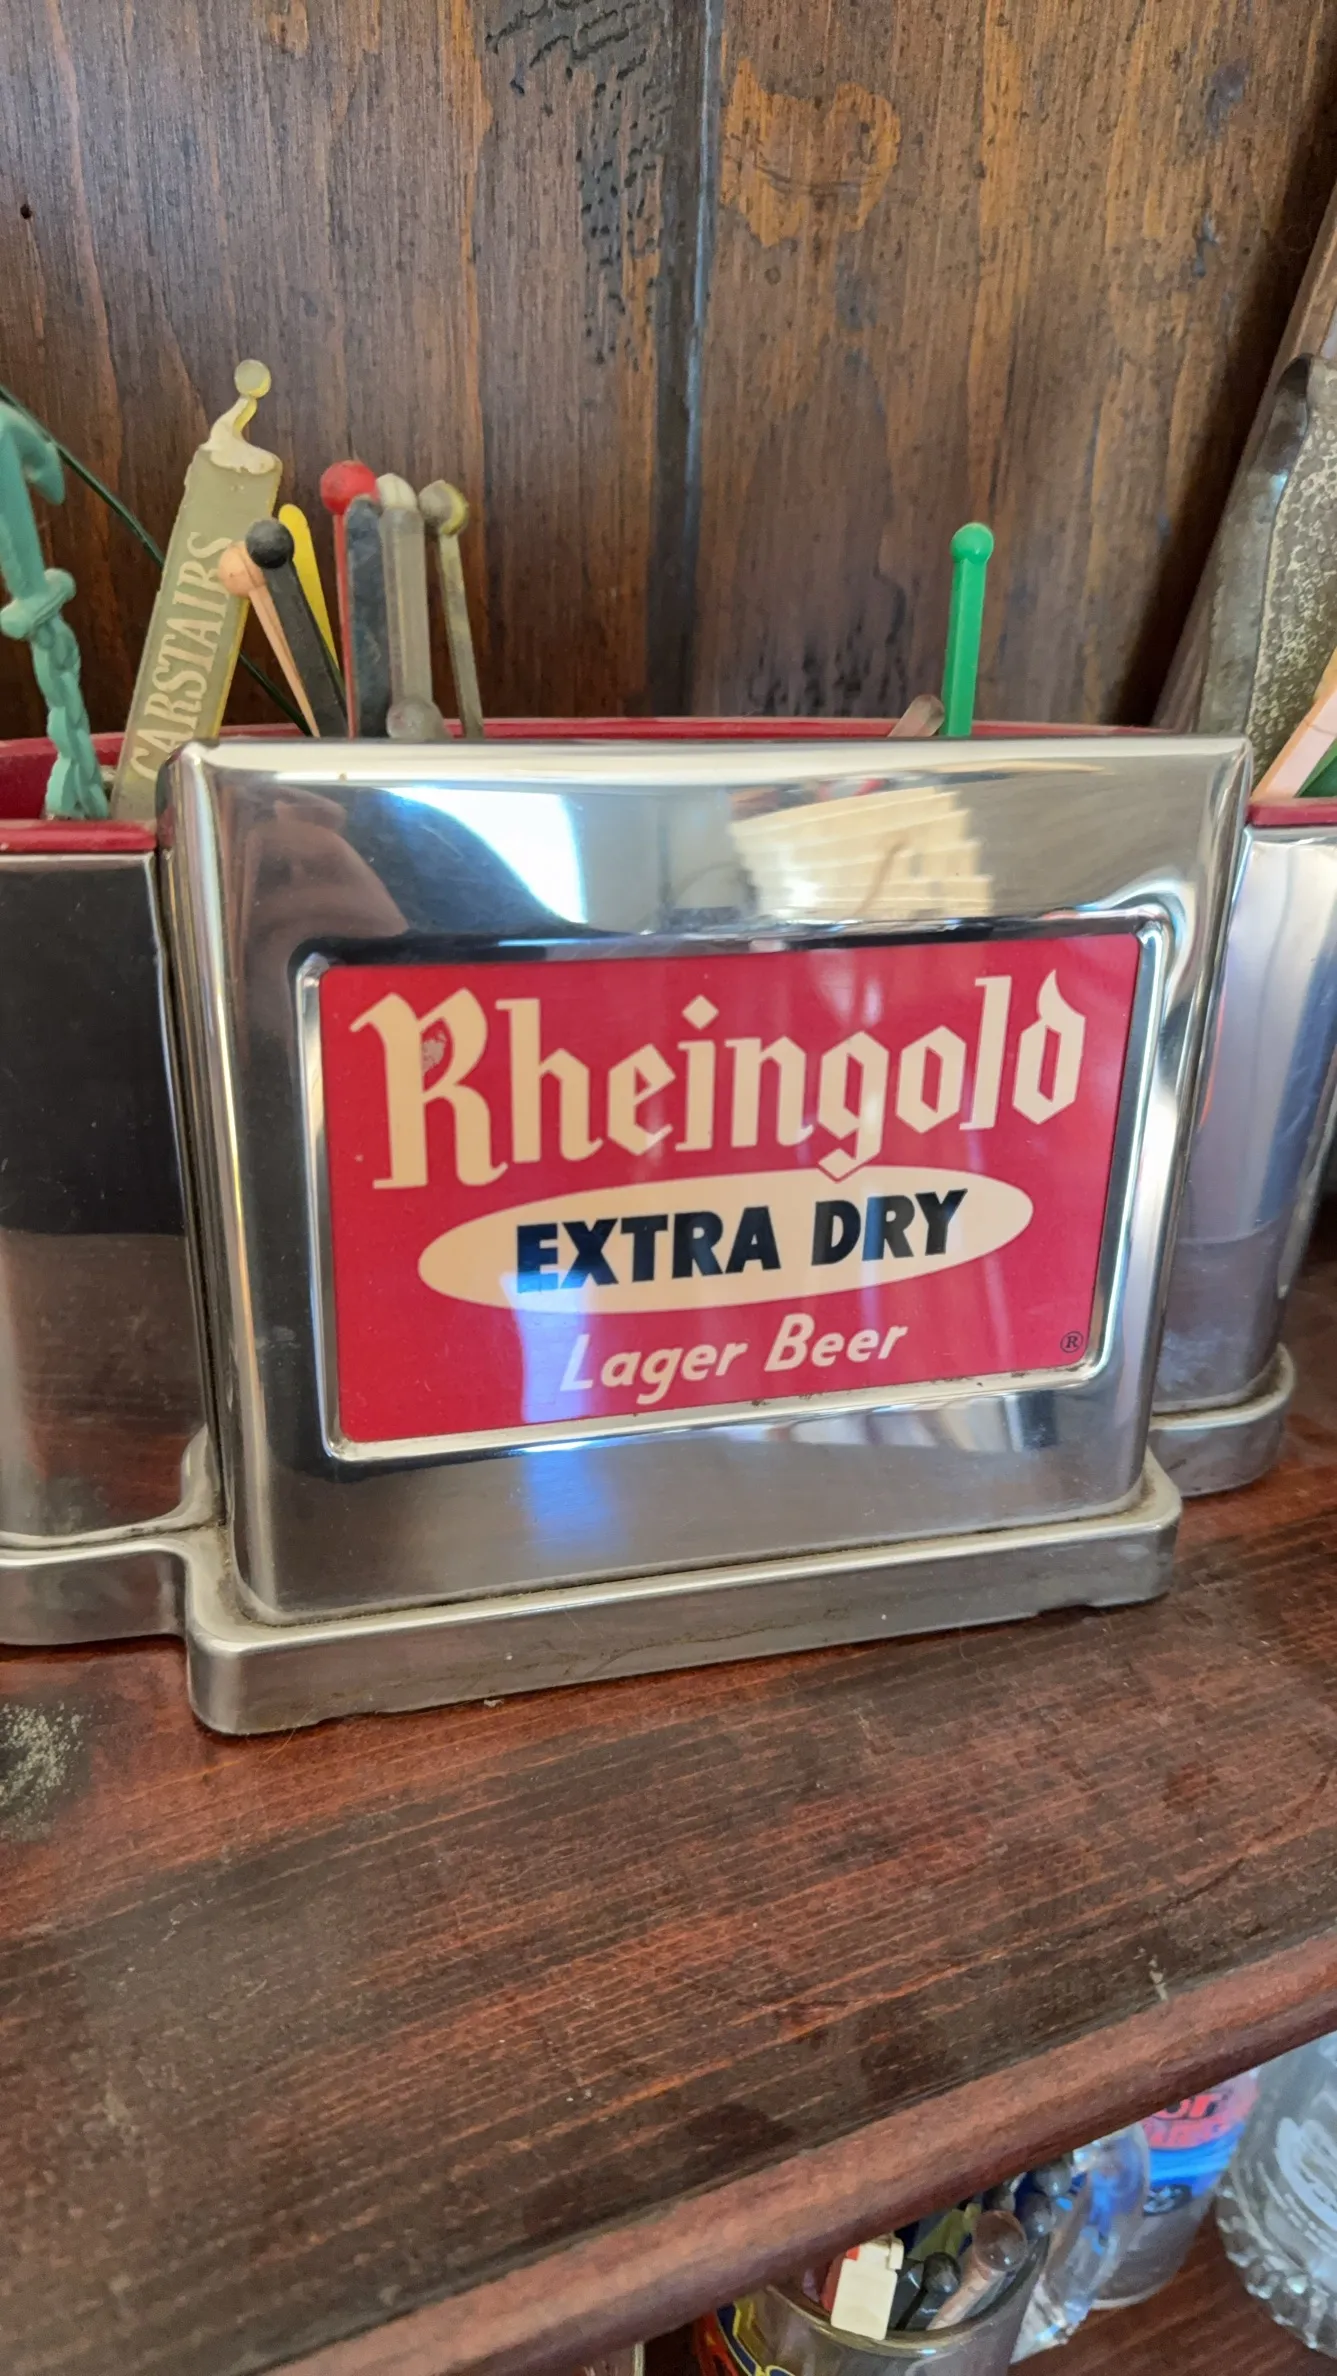 CARSTAIRS
Rheingold
EXTRA DRY
Lager Beer
®